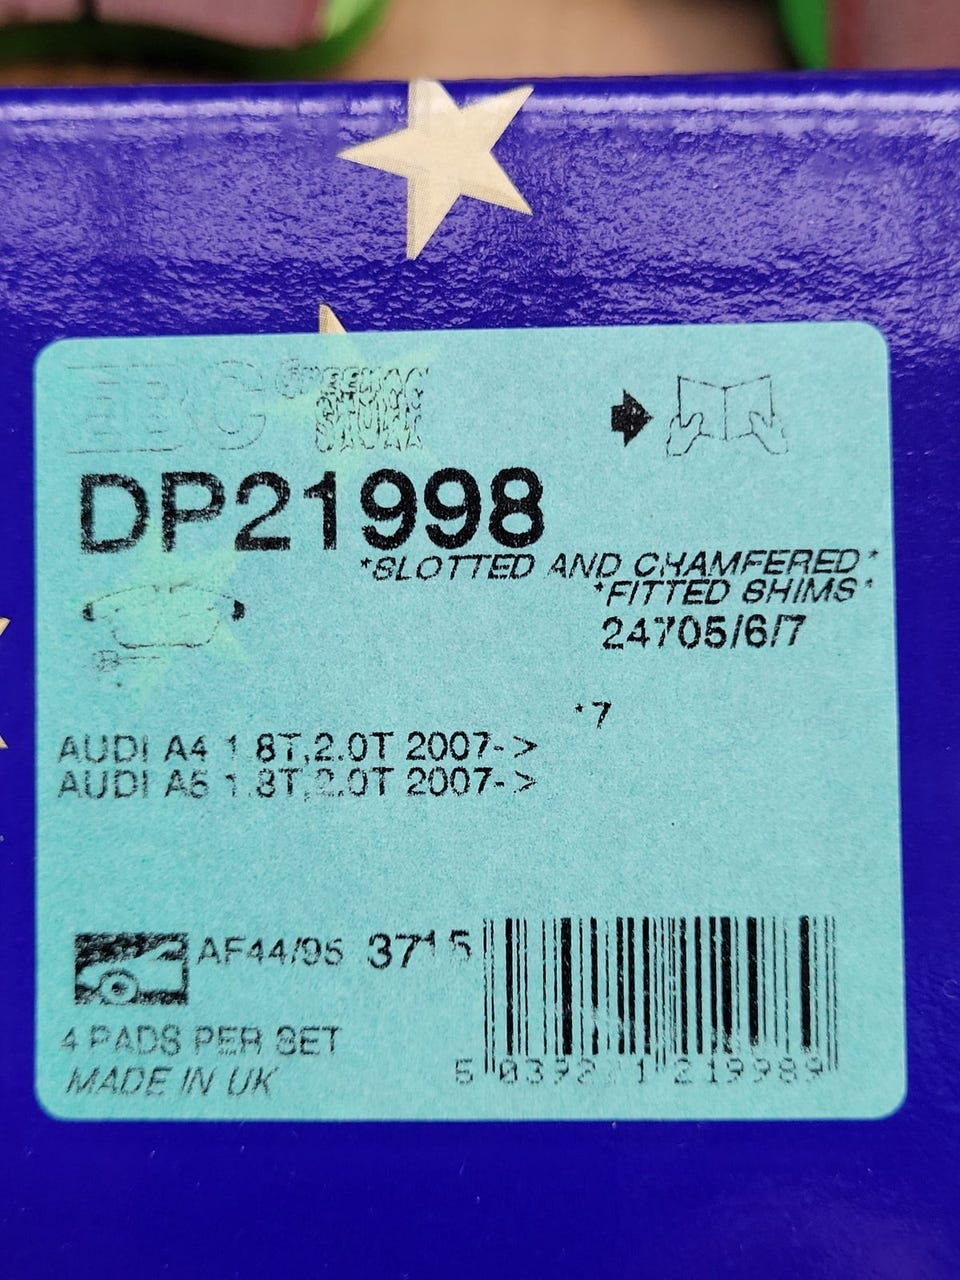 EBC GREENSTUFF
DP21998
*SLOTTED AND CHAMFERED*
*FITTED SHIMS*
24705/6/7
*7
AUDI A4 1.8T,2.0T 2007->
AUDI A5 1.8T,2.0T 2007->
AF44/95 3715
4 PADS PER SET
MADE IN UK